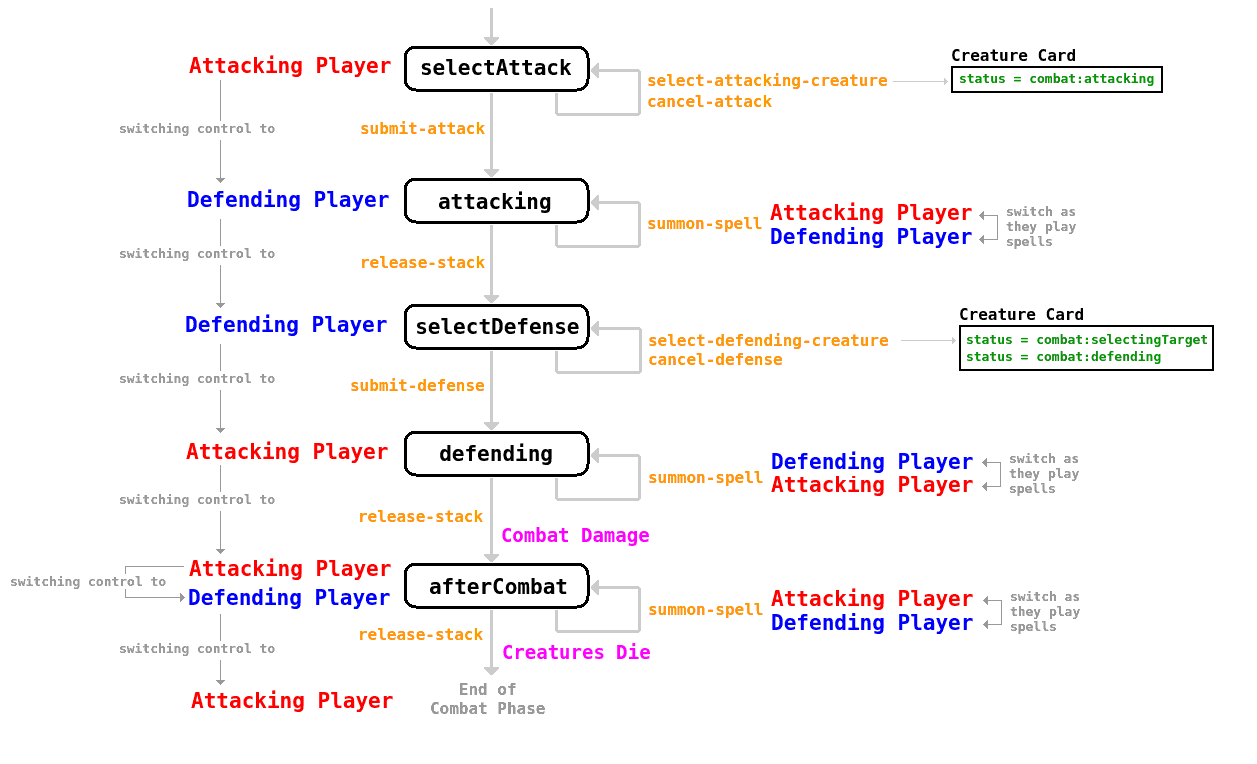 Creature Card
Attacking Player
selectAttack
select-attacking-creature
status = combat:attacking
cancel-attack
switching control to
submit-attack
Defending Player
attacking
summon-spell
Attacking Player
Defending Player
switch as
they play
spells
switching control to
release-stack
Creature Card
Defending Player
selectDefense
select-defending-creature
cancel-defense
status = combat:selectingTarget
status = combat:defending
switching control to
submit-defense
Attacking Player
defending
summon-spell
Defending Player
Attacking Player
switch as
they play
spells
switching control to
release-stack
Combat Damage
Attacking Player
switching control to
Defending Player
afterCombat
summon-spell
Attacking Player
Defending Player
switch as
they play
spells
release-stack
switching control to
Creatures Die
Attacking Player
End of
Combat Phase